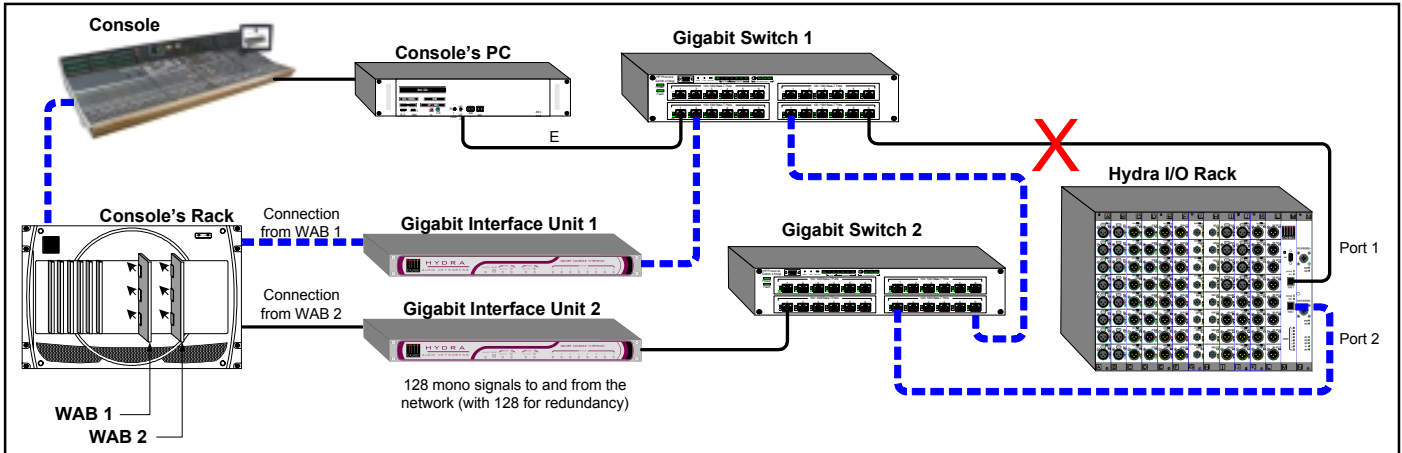 Console
Console's PC
Gigabit Switch 1
E
Hydra I/O Rack
Console's Rack
Connection
from WAB 1
Gigabit Interface Unit 1
HYDRA
Gigabit Switch 2
Port 1
Connection
from WAB 2
Gigabit Interface Unit 2
HYDRA
Port 2
128 mono signals to and from the
network (with 128 for redundancy)
WAB 1
WAB 2